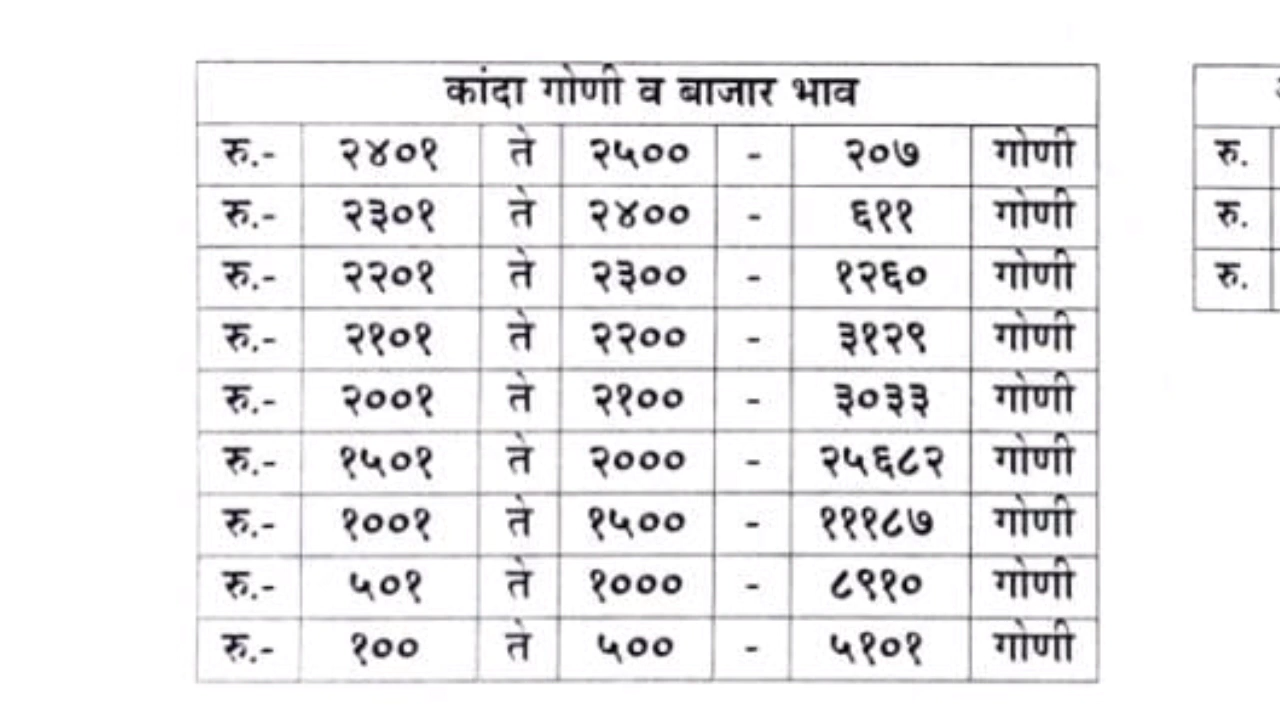 कांदा गोणी व बाजार भाव
रु.- २४०१ ते २५०० - २०७ गोणी
रु.- २३०१ ते २४०० - ६११ गोणी
रु.- २२०१ ते २३०० - १२६० गोणी
रु.- २१०१ ते २२०० - ३१२९ गोणी
रु.- २००१ ते २१०० - ३०३३ गोणी
रु.- १५०१ ते २००० - २५६८२ गोणी
रु.- १००१ ते १५०० - १११८७ गोणी
रु.- ५०१ ते १००० - ८९१० गोणी
रु.- १०० ते ५०० - ५१०१ गोणी
रु.
रु.
रु.